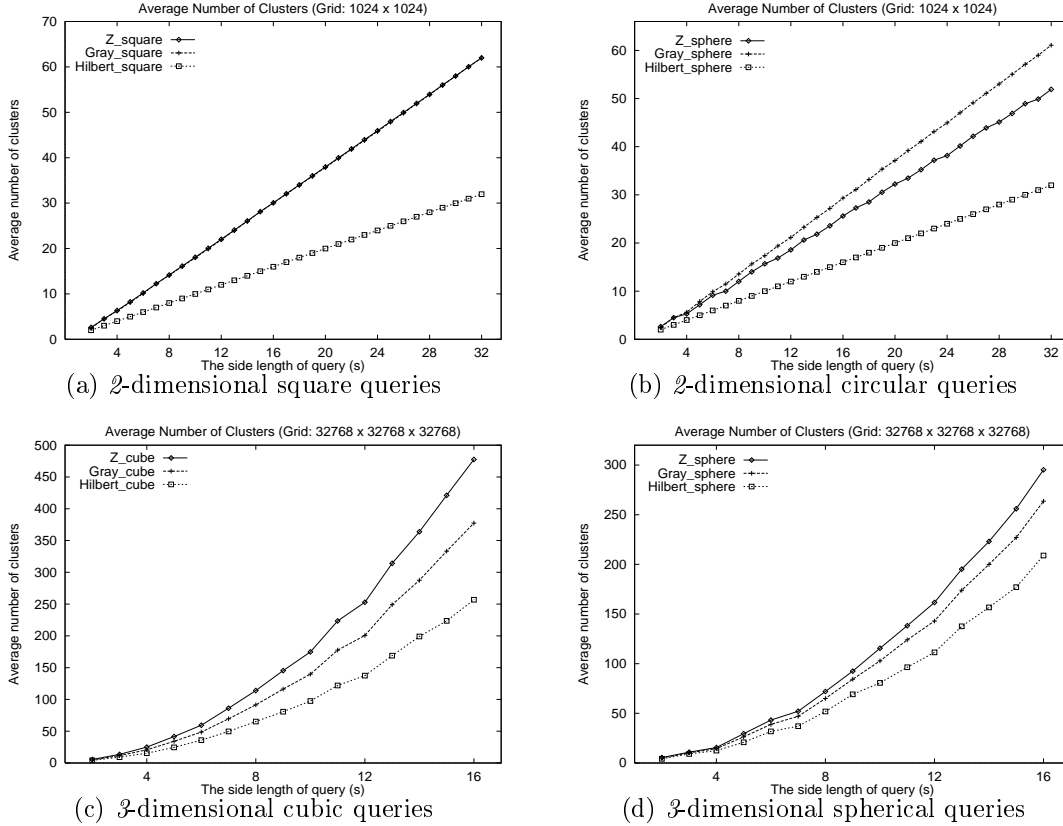 Average Number of Clusters (Grid: 1024 x 1024)
Z_square
Gray_square
Hilbert_square
Average number of clusters
70
60
50
40
30
20
10
0
4 8 12 16 20 24 28 32
The side length of query (s)
(a) 2-dimensional square queries
Average Number of Clusters (Grid: 1024 x 1024)
Z_sphere
Gray_sphere
Hilbert_sphere
Average number of clusters
60
50
40
30
20
10
0
4 8 12 16 20 24 28 32
The side length of query (s)
(b) 2-dimensional circular queries
Average Number of Clusters (Grid: 32768 x 32768 x 32768)
Z_cube
Gray_cube
Hilbert_cube
Average number of clusters
500
450
400
350
300
250
200
150
100
50
0
4 8 12 16
The side length of query (s)
(c) 3-dimensional cubic queries
Average Number of Clusters (Grid: 32768 x 32768 x 32768)
Z_sphere
Gray_sphere
Hilbert_sphere
Average number of clusters
300
250
200
150
100
50
0
4 8 12 16
The side length of query (s)
(d) 3-dimensional spherical queries